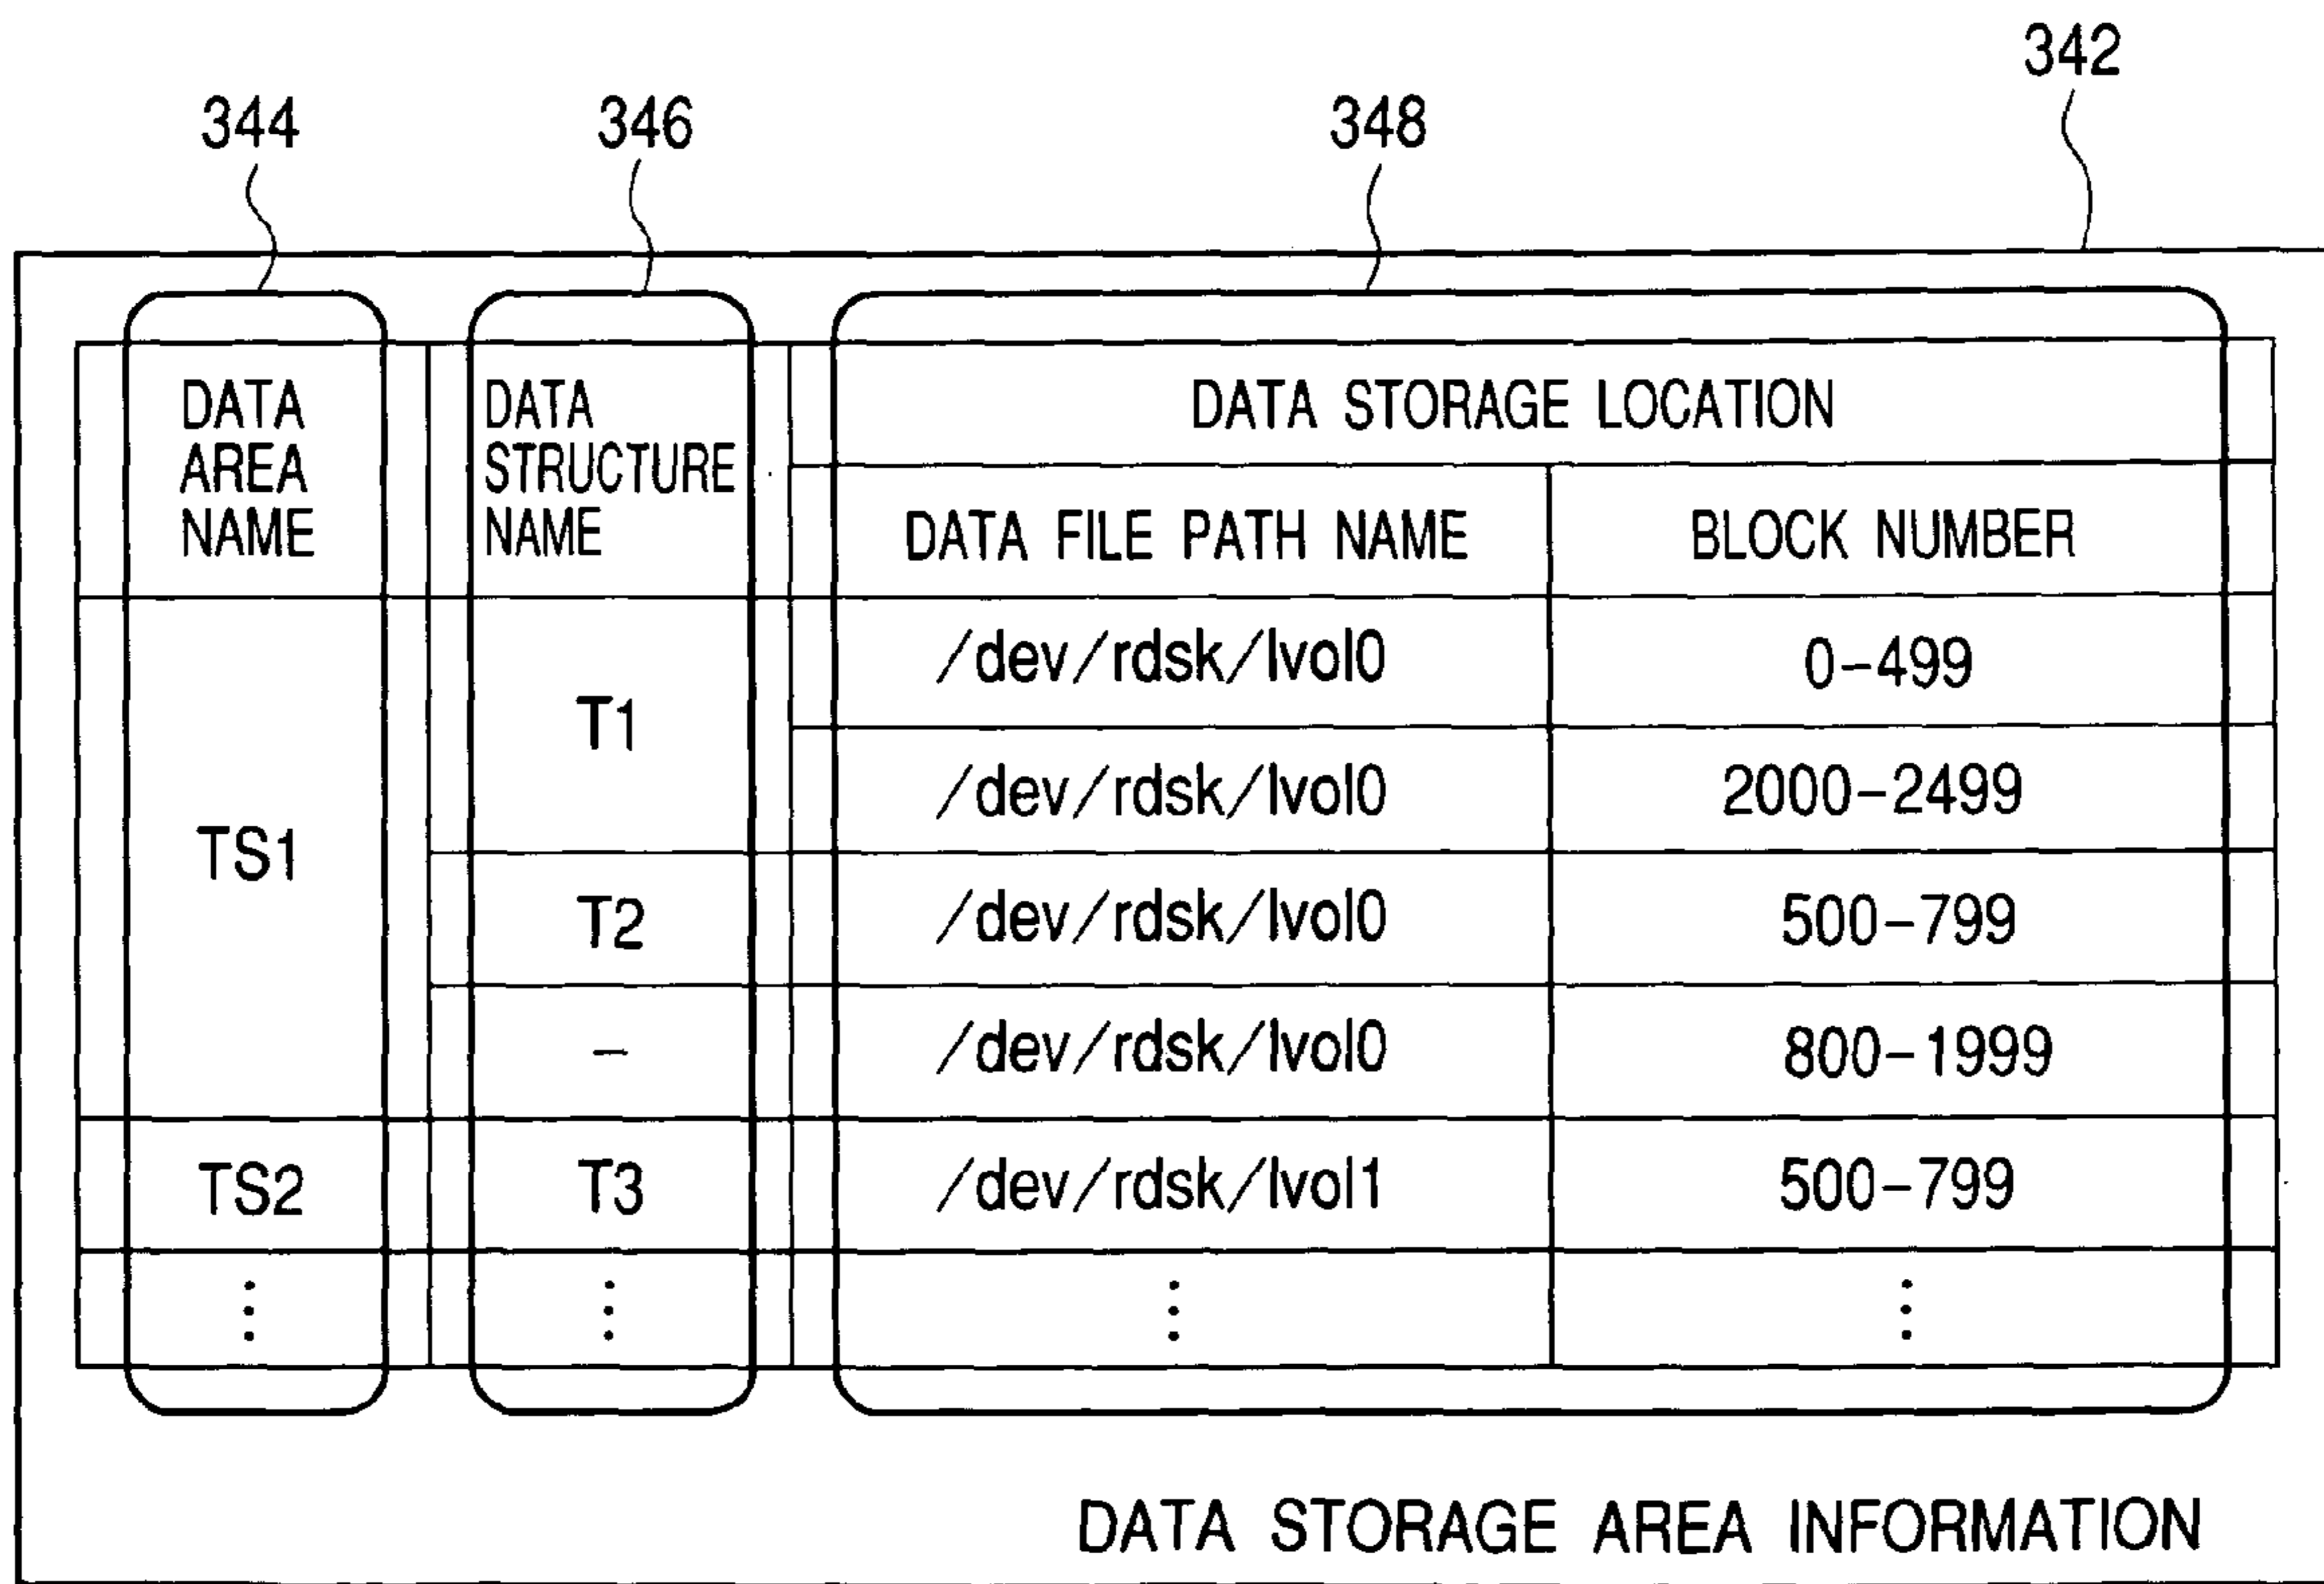 342
344 346 348
DATA STORAGE LOCATION
DATA
AREA
NAME
DATA
STRUCTURE
NAME
DATA FILE PATH NAME BLOCK NUMBER
TS1 T1 /dev/rdsk/lvol0 0-499
/dev/rdsk/lvol0 2000-2499
T2 /dev/rdsk/lvol0 500-799
- /dev/rdsk/lvol0 800-1999
TS2 T3 /dev/rdsk/lvol1 500-799
⋮ ⋮ ⋮ ⋮
DATA STORAGE AREA INFORMATION